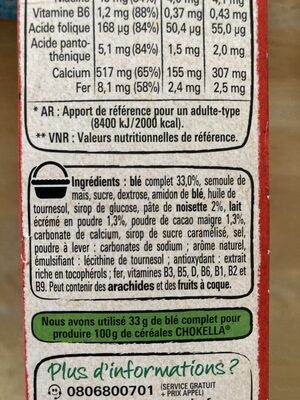 Vitamine B6 1,2 mg (88%) 0,37 mg 0,43 mg
Acide folique 168 µg (84%) 50,4 µg 55,0 µg
Acide panto-
thénique 5,1 mg (84%) 1,5 mg 2,0 mg
Calcium 517 mg (65%) 155 mg 307 mg
Fer 8,1 mg (58%) 2,4 mg 2,5 mg
* AR : Apport de référence pour un adulte-type
(8400 kJ/2000 kcal).
** VNR : Valeurs nutritionnelles de référence.
Ingrédients : blé complet 33,0%, semoule de
maïs, sucre, dextrose, amidon de blé, huile de
tournesol, sirop de glucose, pâte de noisette 2%, lait
écrémé en poudre 1,3%, poudre de cacao maigre 1,3%,
carbonate de calcium, sirop de sucre caramélisé, sel,
poudre à lever : carbonates de sodium ; arôme naturel,
émulsifiant : lécithine de tournesol ; antioxydant : extrait
riche en tocophérols ; fer, vitamines B3, B5, D, B6, B1, B2 et
B9. Peut contenir des arachides et des fruits à coque.
Nous avons utilisé 33 g de blé complet pour
produire 100g de céréales CHOKELLA®
Plus d'informations ?
0806800701 (SERVICE GRATUIT
+ PRIX APPEL)